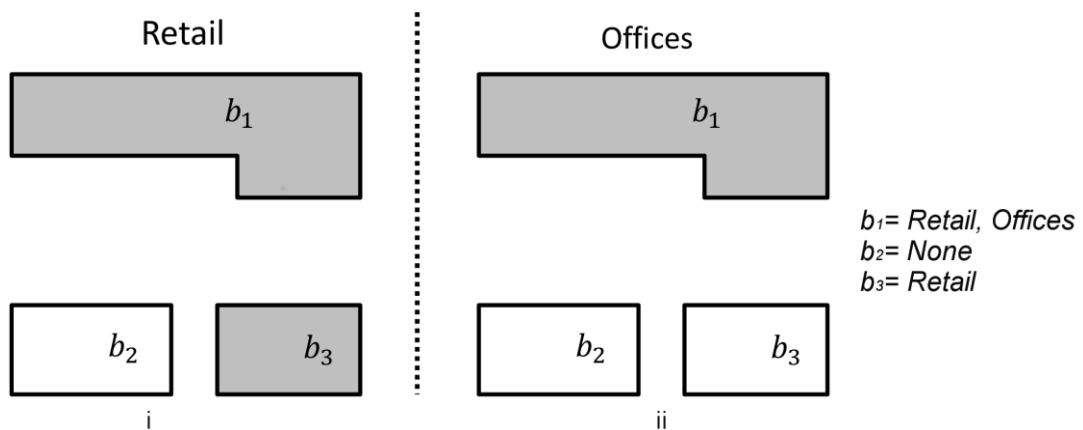 Retail
b₁
b₂
b₃
i
Offices
b₁
b₂
b₃
ii
b₁= Retail, Offices
b₂= None
b₃= Retail